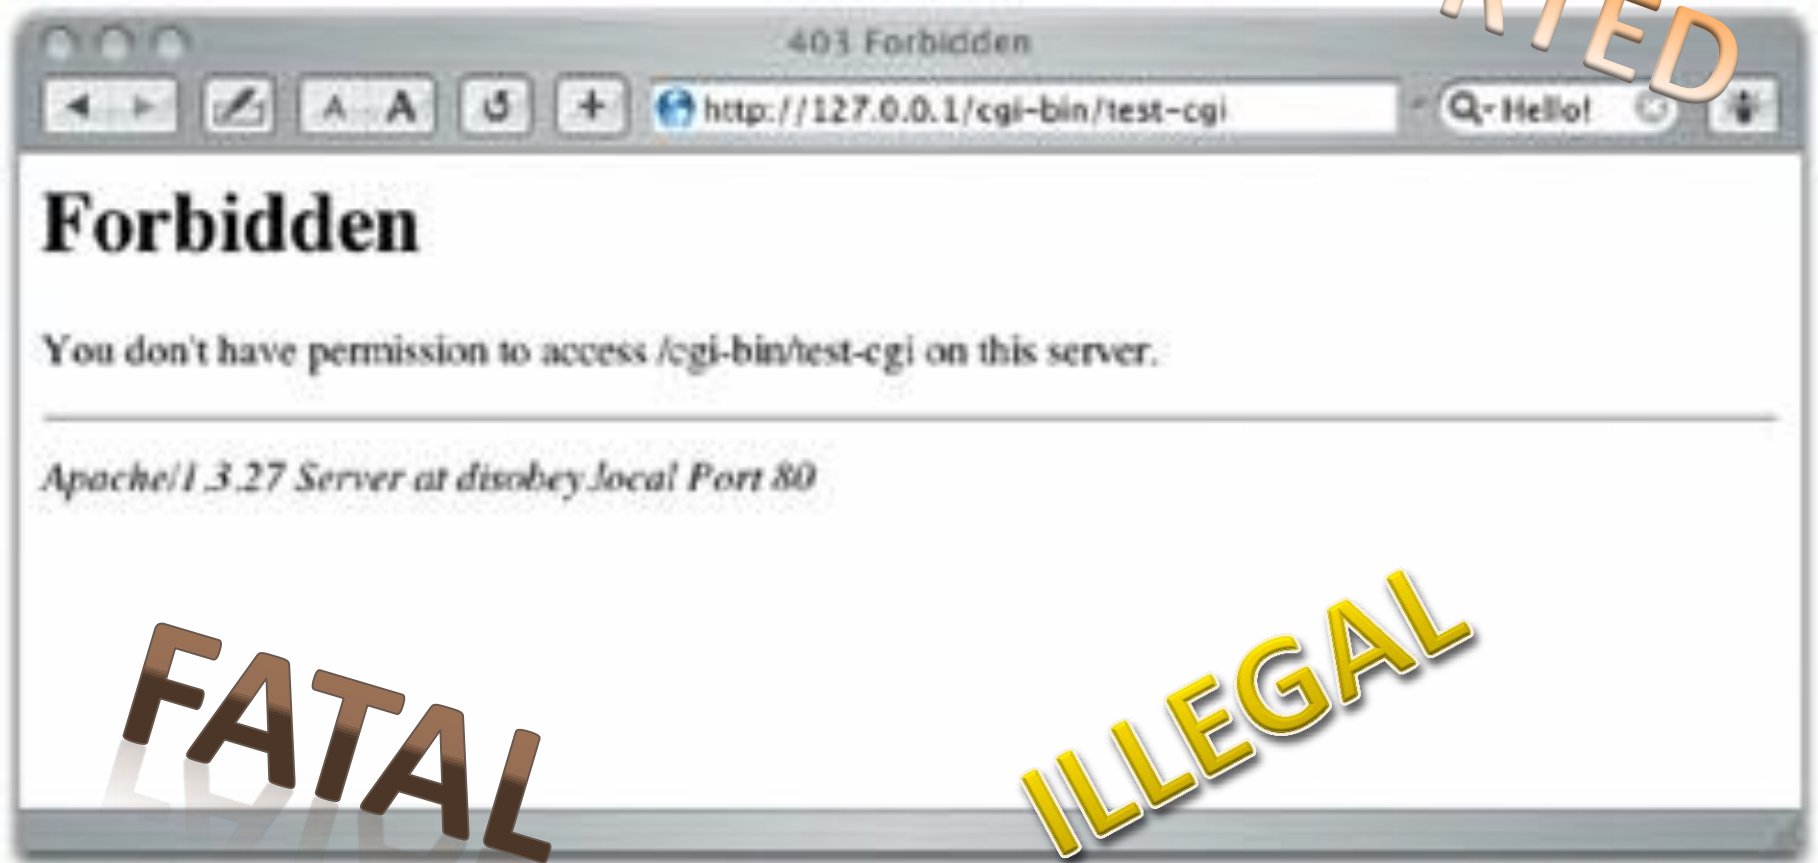 403 Forbidden
A A http://127.0.0.1/cgi-bin/test-cgi Hello!
Forbidden
You don't have permission to access /cgi-bin/test-cgi on this server.
Apache/1.3.27 Server at disobey.local Port 80
FATAL
ILLEGAL